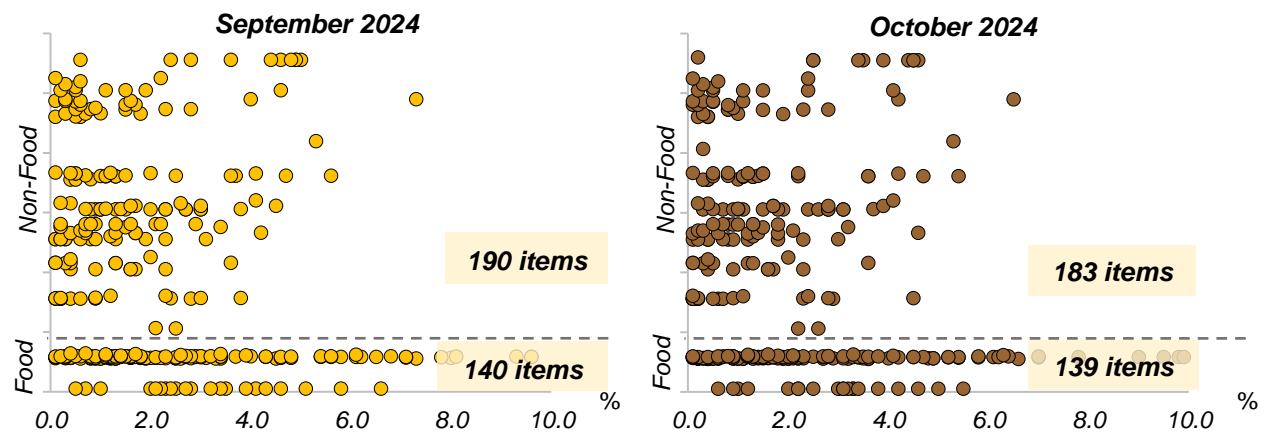 September 2024
Non-Food
Food
190 items
140 items
%
0.0
2.0
4.0
6.0
8.0
10.0
October 2024
Non-Food
Food
183 items
139 items
%
0.0
2.0
4.0
6.0
8.0
10.0